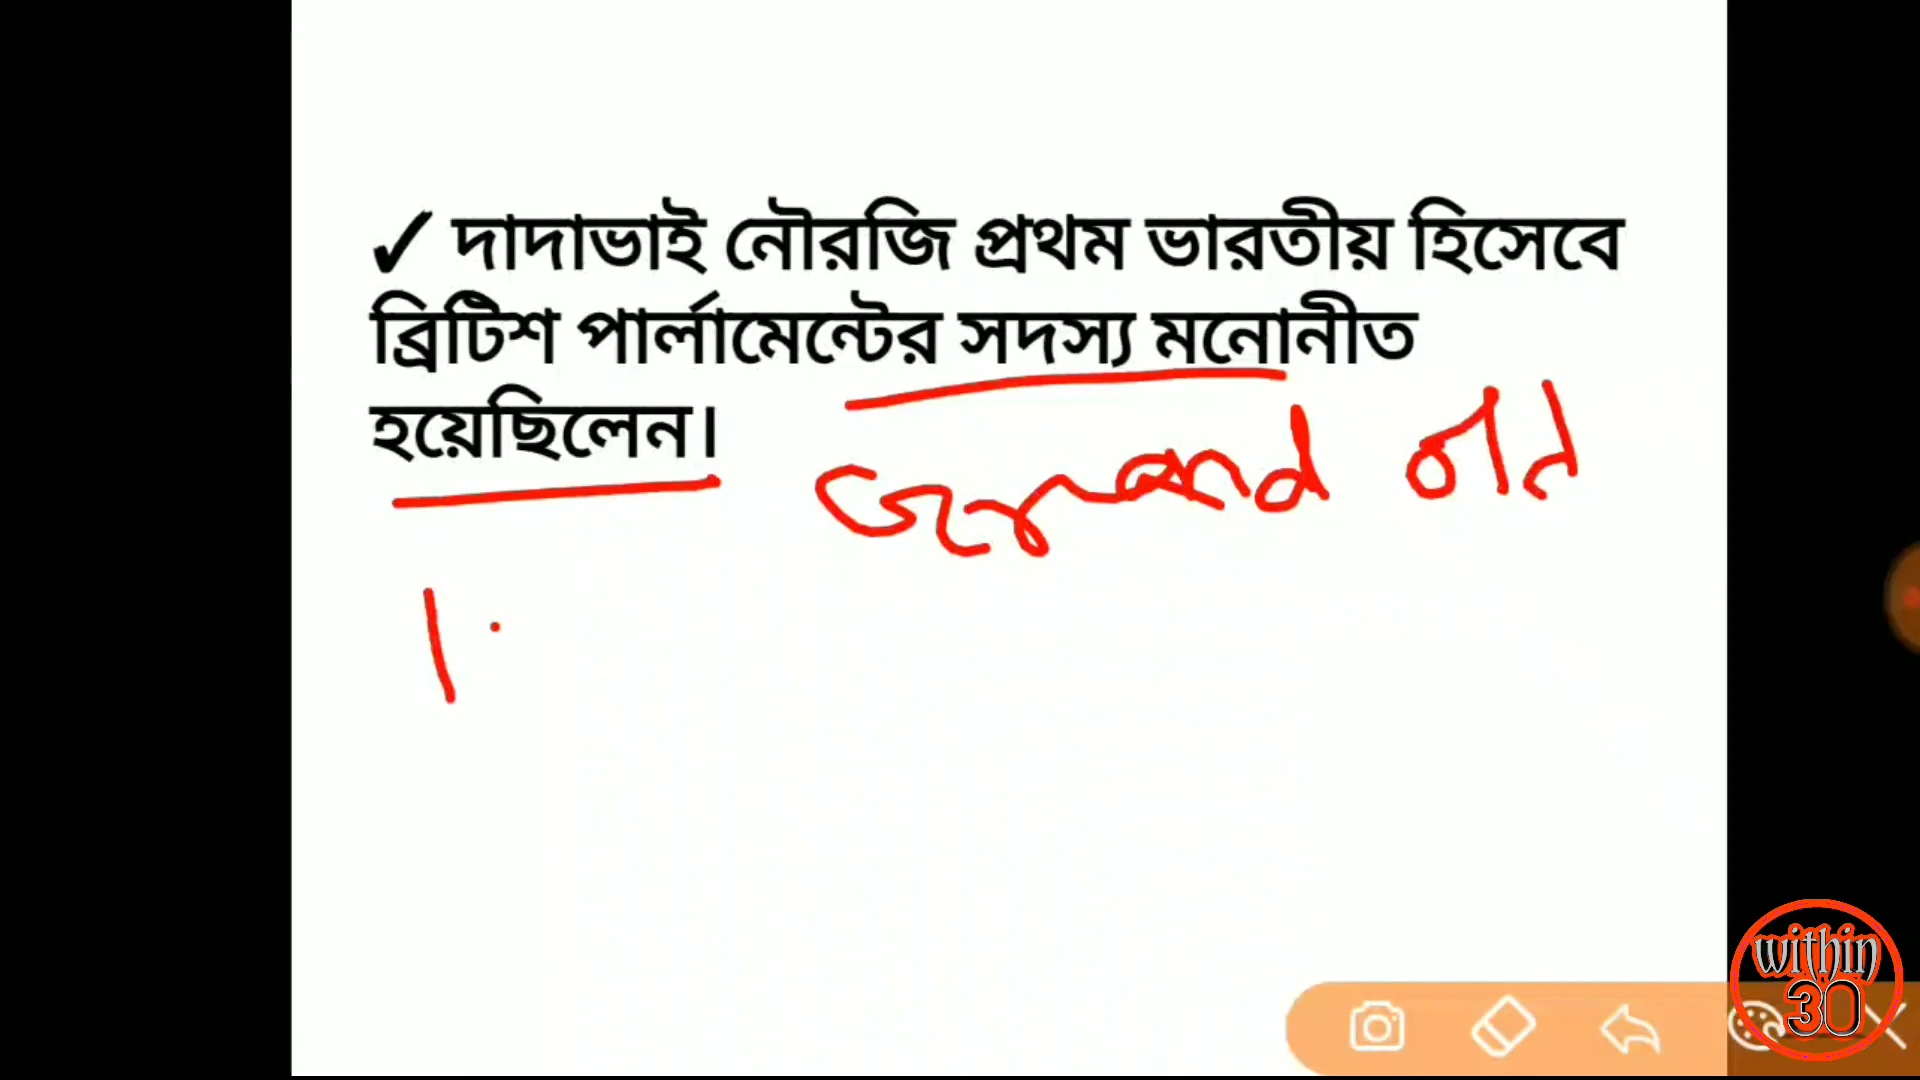 ✓ দাদাভাই নৌরজি প্রথম ভারতীয় হিসেবে
ব্রিটিশ পার্লামেন্টের সদস্য মনোনীত
হয়েছিলেন।
within
30